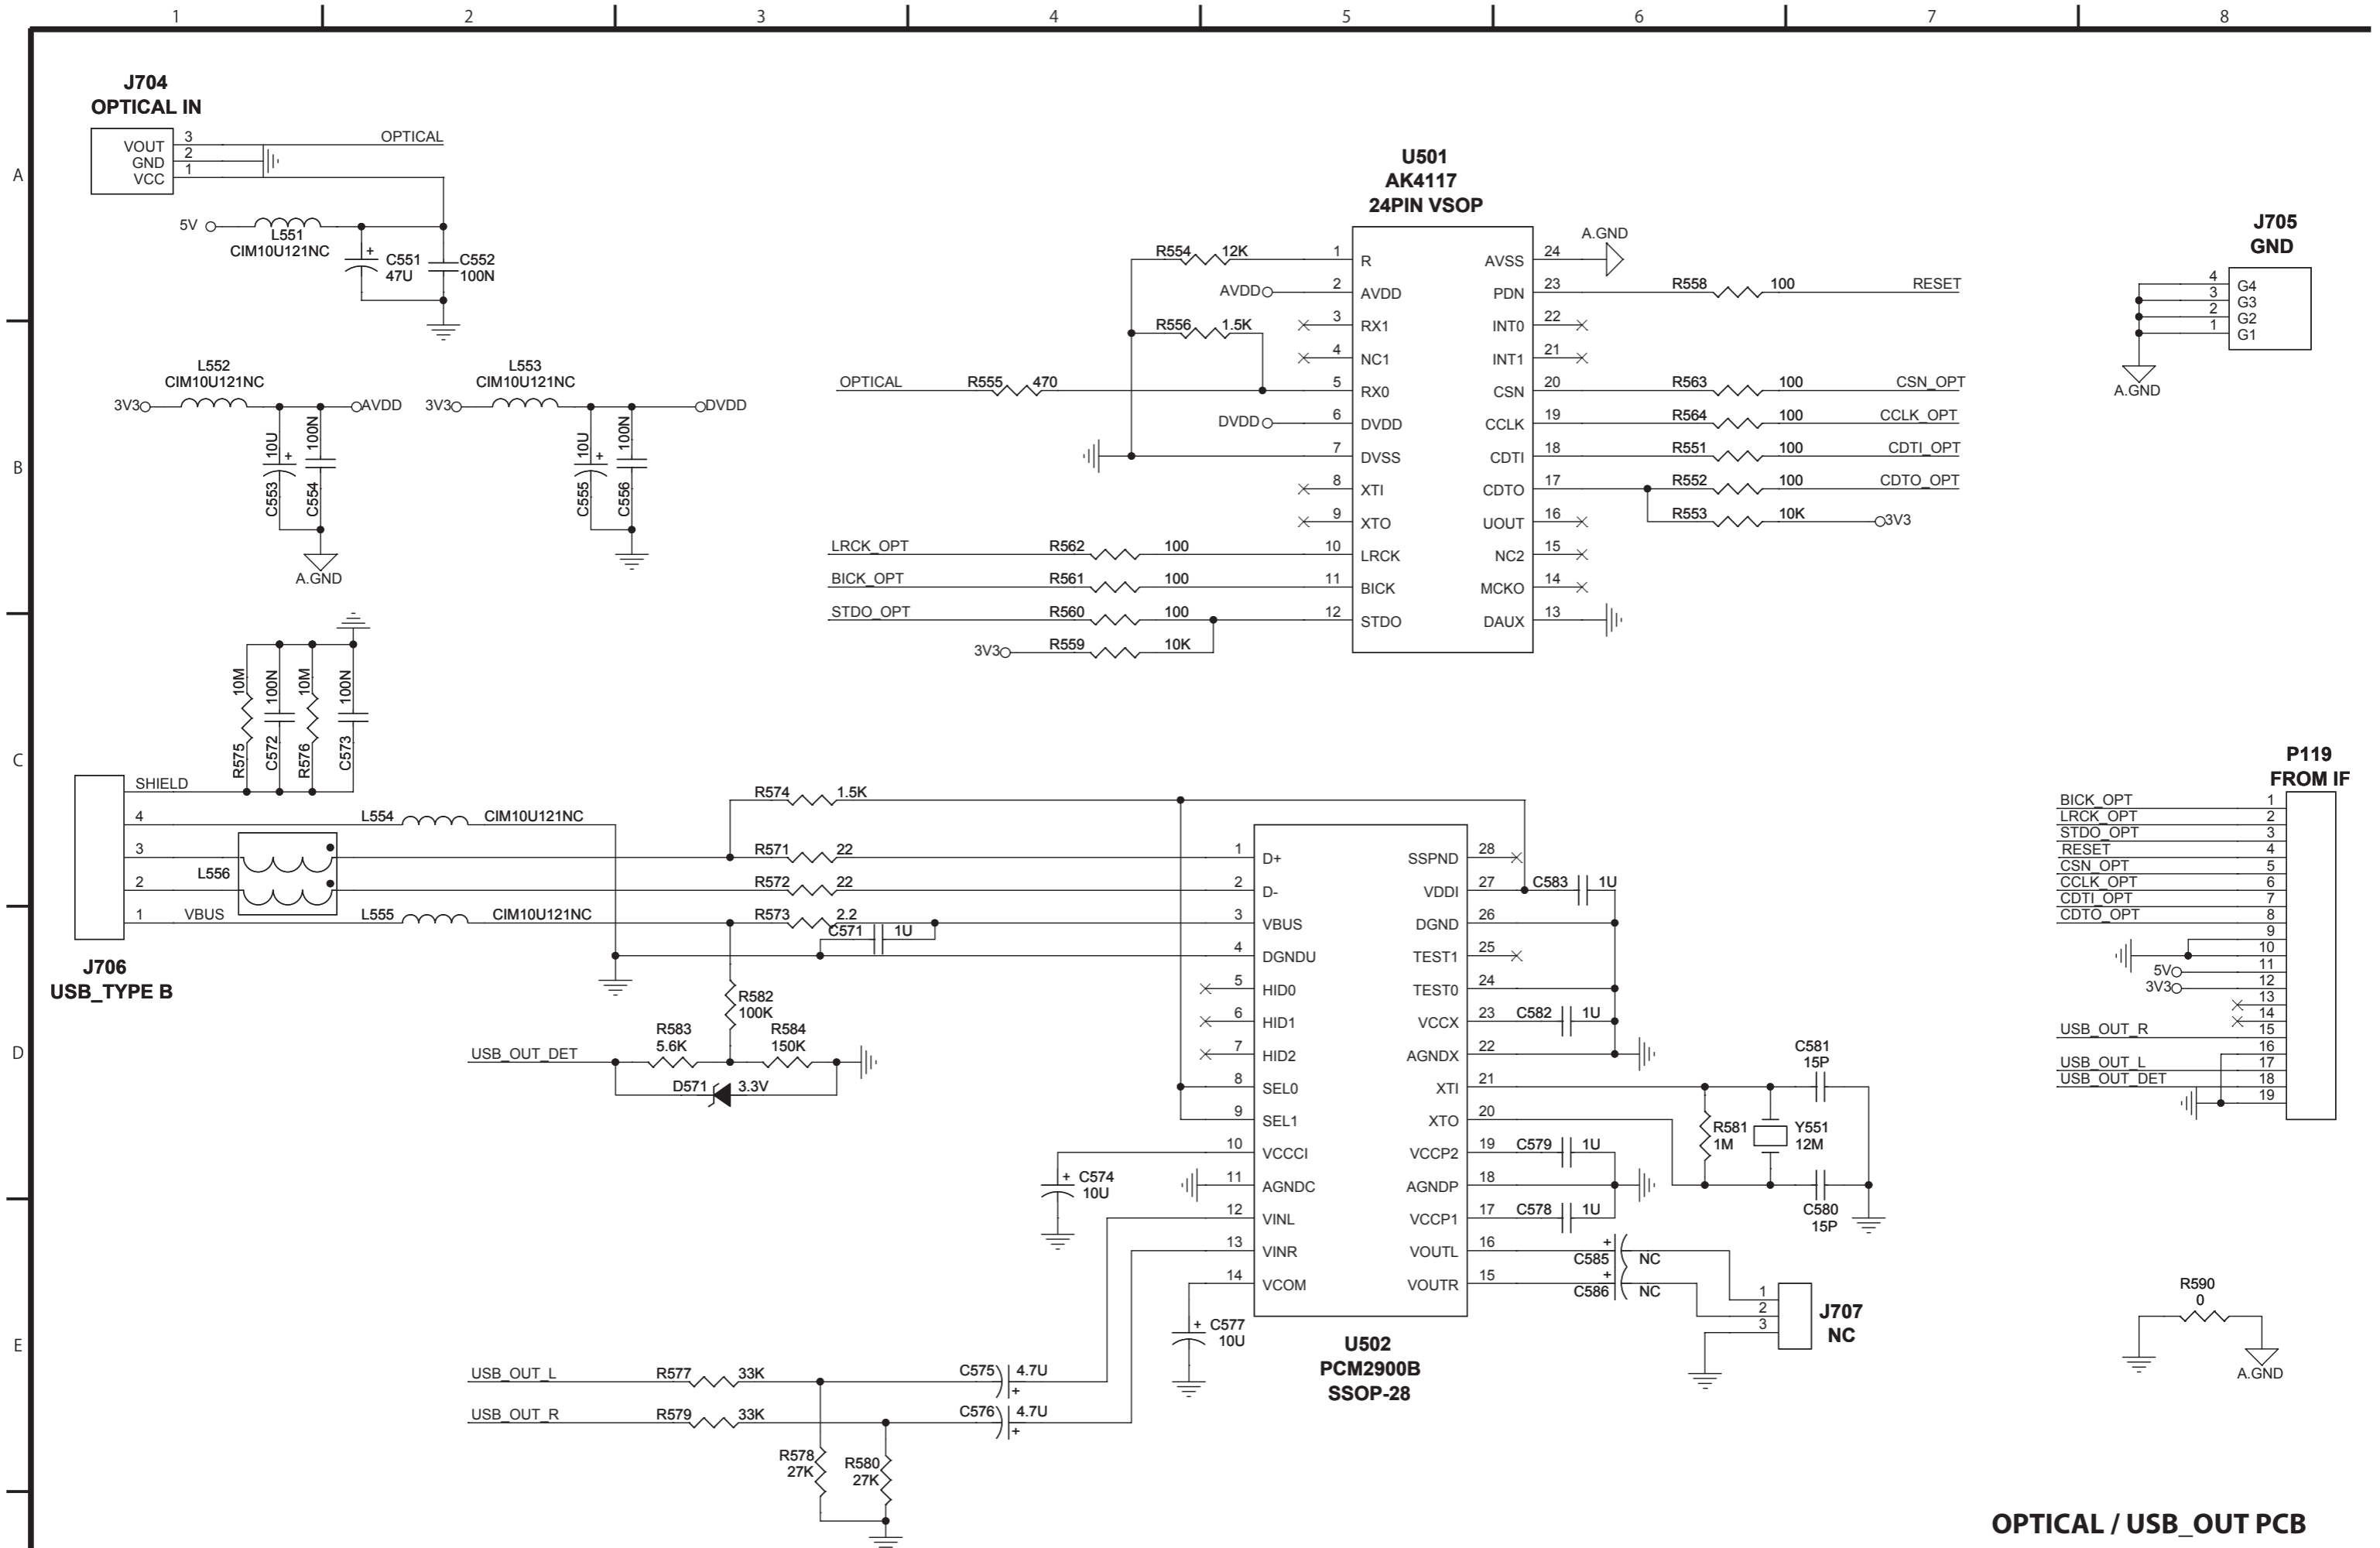 1 2 3 4 5 6 7 8
A
B
C
D
E
J704
OPTICAL IN
VOUT 3 OPTICAL
GND 2
VCC 1
5V
L551
CIM10U121NC
+ C551
47U
C552
100N
L552
CIM10U121NC
3V3 AVDD
10U + C553
100N C554
A.GND
L553
CIM10U121NC
3V3 DVDD
10U + C555
100N C556
U501
AK4117
24PIN VSOP
R554 12K 1 R
AVDD 2 AVDD
R556 1.5K
3 RX1
4 NC1
OPTICAL R555 470 5 RX0
DVDD 6 DVDD
7 DVSS
8 XTI
9 XTO
LRCK_OPT R562 100 10 LRCK
BICK_OPT R561 100 11 BICK
STDO_OPT R560 100 12 STDO
3V3 R559 10K
AVSS 24 A.GND
PDN 23 R558 100 RESET
INT0 22
INT1 21
CSN 20 R563 100 CSN_OPT
CCLK 19 R564 100 CCLK_OPT
CDTI 18 R551 100 CDTI_OPT
CDTO 17 R552 100 CDTO_OPT
R553 10K 3V3
UOUT 16
NC2 15
MCKO 14
DAUX 13
J705
GND
4 G4
3 G3
2 G2
1 G1
A.GND
R575 10M
C572 100N
R576 10M
C573 100N
SHIELD
4 L554 CIM10U121NC
3
L556
2
1 VBUS L555 CIM10U121NC
J706
USB_TYPE B
R574 1.5K
R571 22
R572 22
R573 2.2
C571 1U
R582
100K
R583
5.6K
R584
150K
USB_OUT_DET
D571 3.3V
1 D+
2 D-
3 VBUS
4 DGNDU
5 HID0
6 HID1
7 HID2
8 SEL0
9 SEL1
10 VCCCI
11 AGNDC
12 VINL
13 VINR
14 VCOM
+ C574
10U
+ C577
10U
SSPND 28
VDDI 27 C583 1U
DGND 26
TEST1 25
TEST0 24
VCCX 23 C582 1U
AGNDX 22
XTI 21
XTO 20
VCCP2 19 C579 1U
AGNDP 18
VCCP1 17 C578 1U
VOUTL 16 + C585 NC
VOUTR 15 + C586 NC
U502
PCM2900B
SSOP-28
C581
15P
R581
1M
Y551
12M
C580
15P
1
2
3
J707
NC
USB_OUT_L R577 33K C575 4.7U +
USB_OUT_R R579 33K C576 4.7U +
R578
27K
R580
27K
P119
FROM IF
BICK_OPT 1
LRCK_OPT 2
STDO_OPT 3
RESET 4
CSN_OPT 5
CCLK_OPT 6
CDTI_OPT 7
CDTO_OPT 8
9
10
5V 11
3V3 12
13
14
USB_OUT_R 15
16
USB_OUT_L 17
USB_OUT_DET 18
19
R590
0
A.GND
OPTICAL / USB_OUT PCB